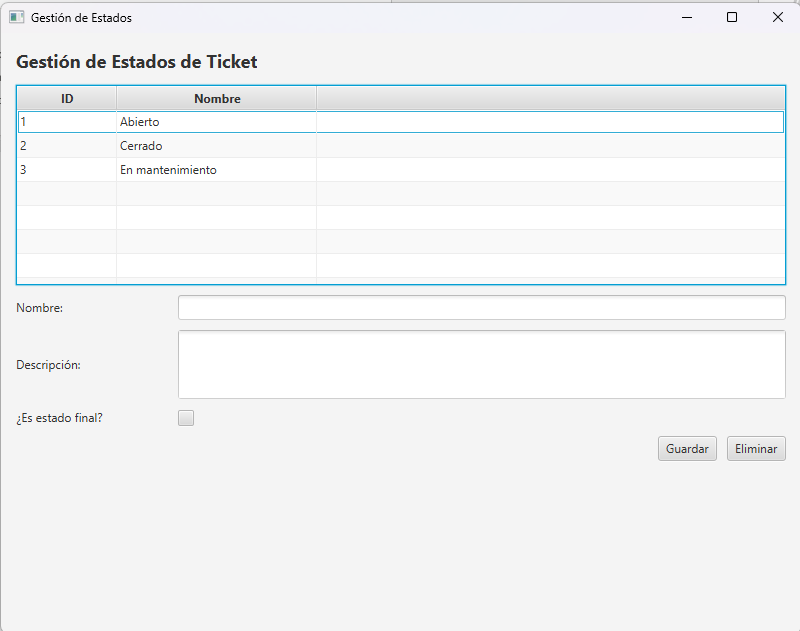 Gestión de Estados
Gestión de Estados de Ticket
ID Nombre
1 Abierto
2 Cerrado
3 En mantenimiento
Nombre:
Descripción:
¿Es estado final?
Guardar Eliminar